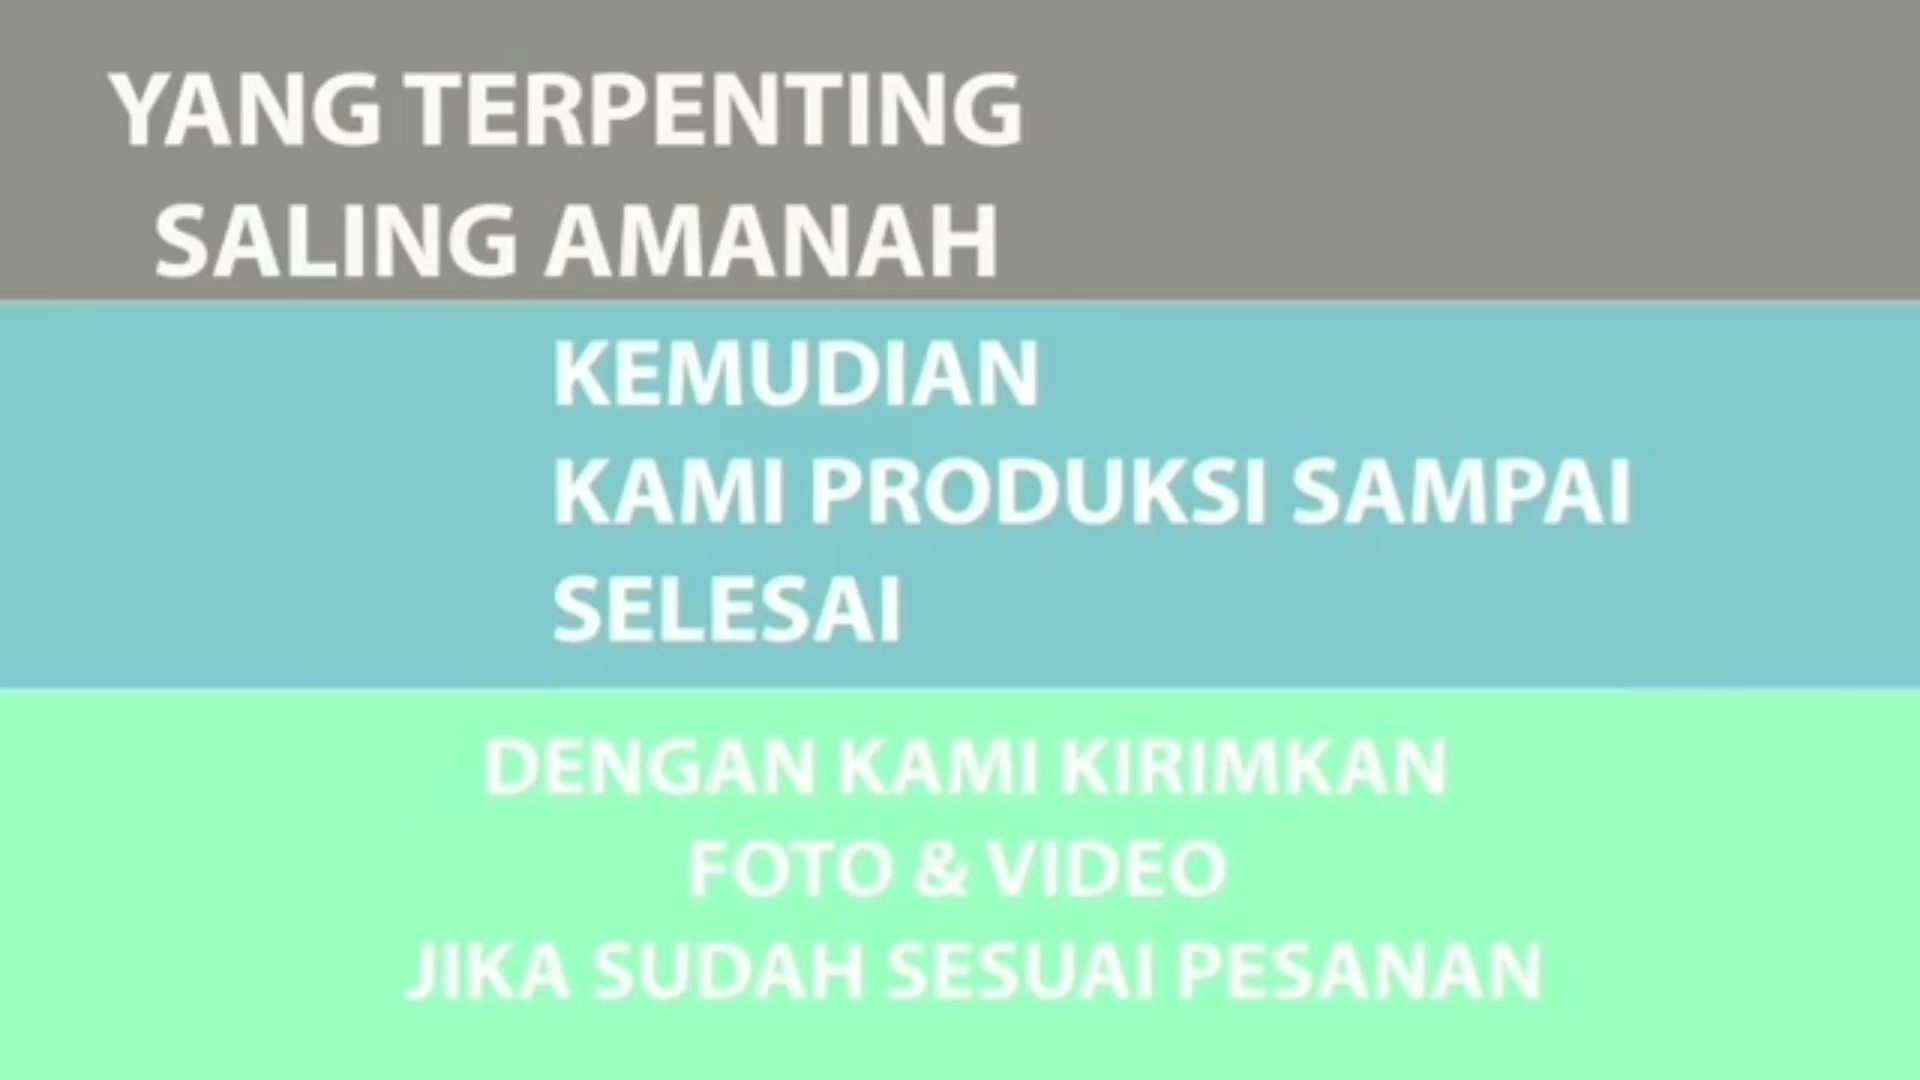 YANG TERPENTING
SALING AMANAH
KEMUDIAN
KAMI PRODUKSI SAMPAI
SELESAI
DENGAN KAMI KIRIMKAN
FOTO & VIDEO
JIKA SUDAH SESUAI PESANAN